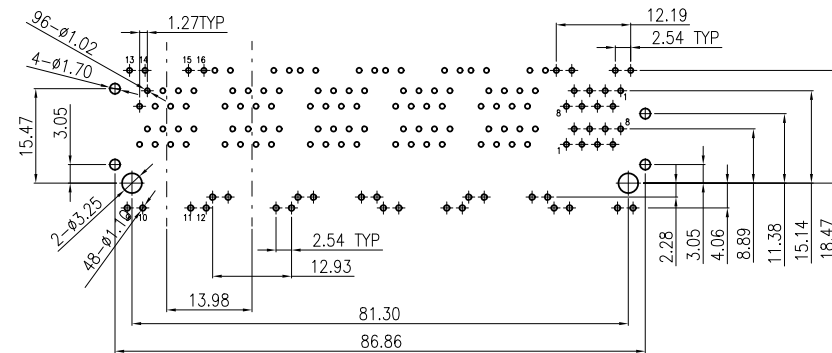 96-ø1.02
1.27TYP
12.19
2.54 TYP
4-ø1.70
13 14 15 16
1
8
8
1
15.47
3.05
2-ø3.25
48-ø1.10
9 10 11 12
2.54 TYP
12.93
13.98
81.30
86.86
2.28
3.05
4.06
8.89
11.38
15.14
18.47